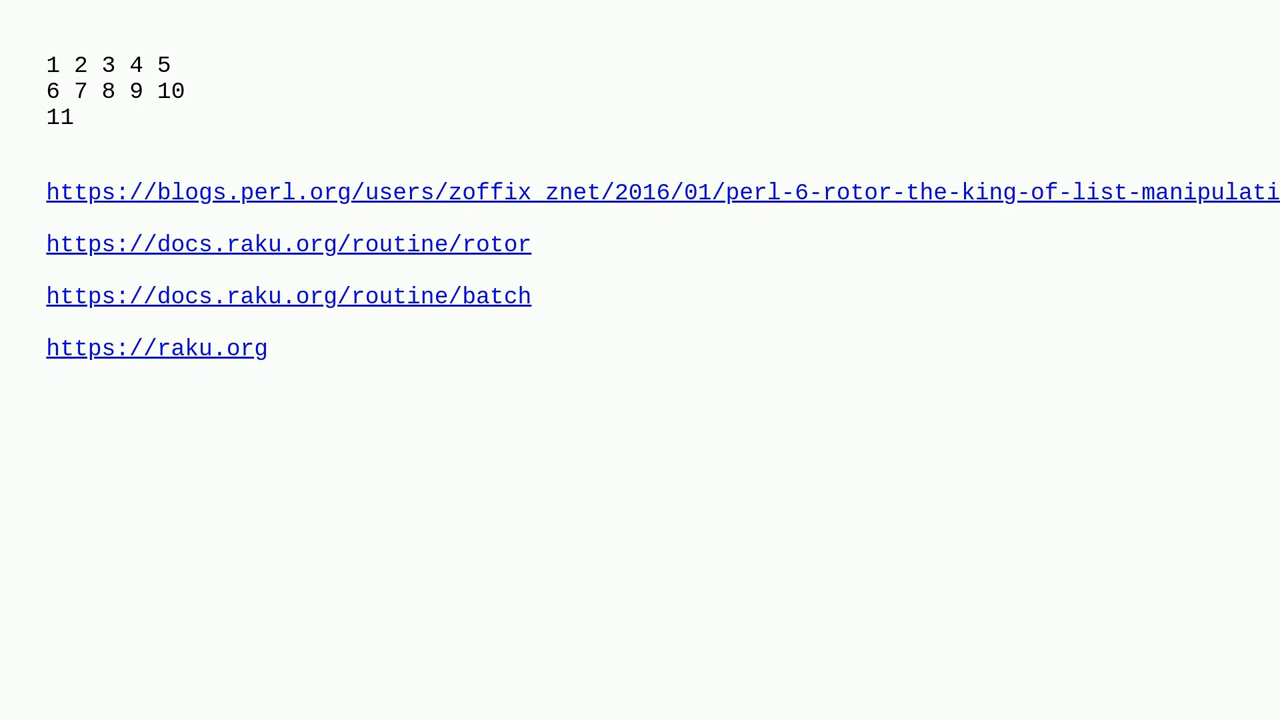 1 2 3 4 5
6 7 8 9 10
11
https://blogs.perl.org/users/zoffix_znet/2016/01/perl-6-rotor-the-king-of-list-manipulati
https://docs.raku.org/routine/rotor
https://docs.raku.org/routine/batch
https://raku.org